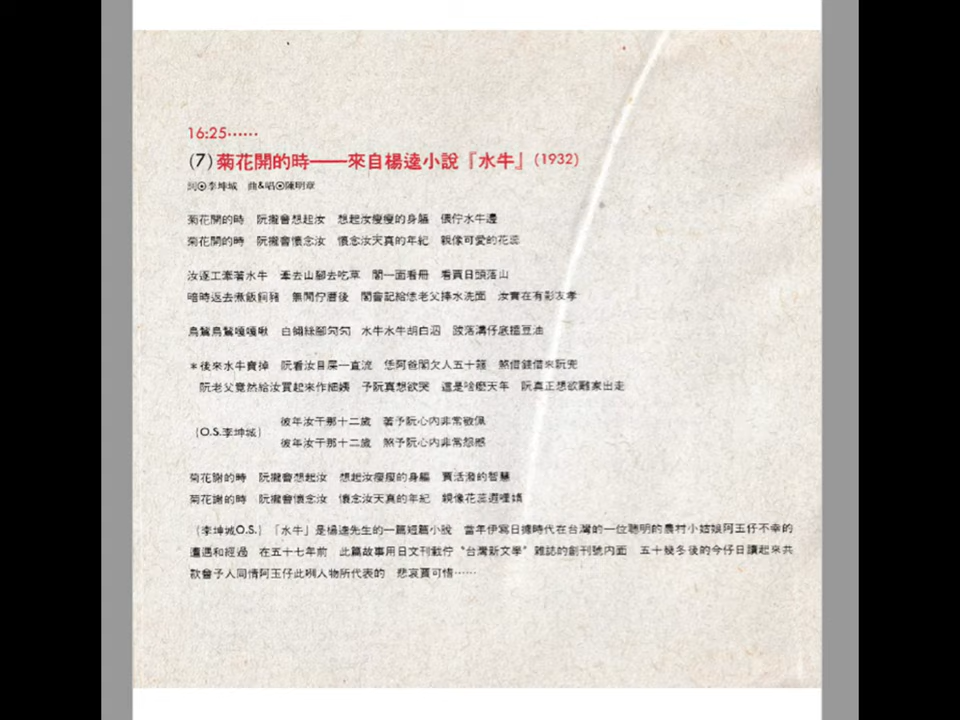 16:25⋯⋯
(7)菊花開的時——來自楊逵小說『水牛』(1932)
詞⊙李坤城 曲&唱⊙陳明章
菊花開的時 阮攏會想起汝 想起汝瘦瘦的身軀 偎佇水牛邊
菊花開的時 阮攏會懷念汝 懷念汝天真的年紀 親像可愛的花蕊
汝逐工牽著水牛 牽去山腳去吃草 閣一面看冊 看賈日頭落山
暗時返去煮飯飼豬 無閒佇灶後 閣會記給恁老父捧水洗面 汝實在有影友孝
烏鶖烏鶖嘎嘎啾 白翎絲腳勾勾 水牛水牛胡白泅 跛落溝仔底搵豆油
＊後來水牛賣掉 阮看汝目屎一直流 恁阿爸閣欠人五十箍 煞借錢借來阮兜
阮老父竟然給汝買起來作細姨 予阮真想欲哭 這是啥麼天年 阮真正想欲離家出走
(O.S.李坤城) 彼年汝干那十二歲 著予阮心內非常敬佩
彼年汝干那十二歲 煞予阮心內非常怨感
菊花謝的時 阮攏會想起汝 想起汝瘦瘦的身軀 賈活潑的智慧
菊花謝的時 阮攏會懷念汝 懷念汝天真的年紀 親像花蕊遐哩媠
(李坤城O.S.)「水牛」是楊逵先生的一篇短篇小說 當年伊寫日據時代在台灣的一位聰明的農村小姑娘阿玉仔不幸的
遭遇和經過 在五十七年前 此篇故事用日文刊載佇“台灣新文學”雜誌的創刊號內面 五十幾冬後的今仔日讀起來共
款會予人同情阿玉仔此咧人物所代表的 悲哀賈可惜⋯⋯